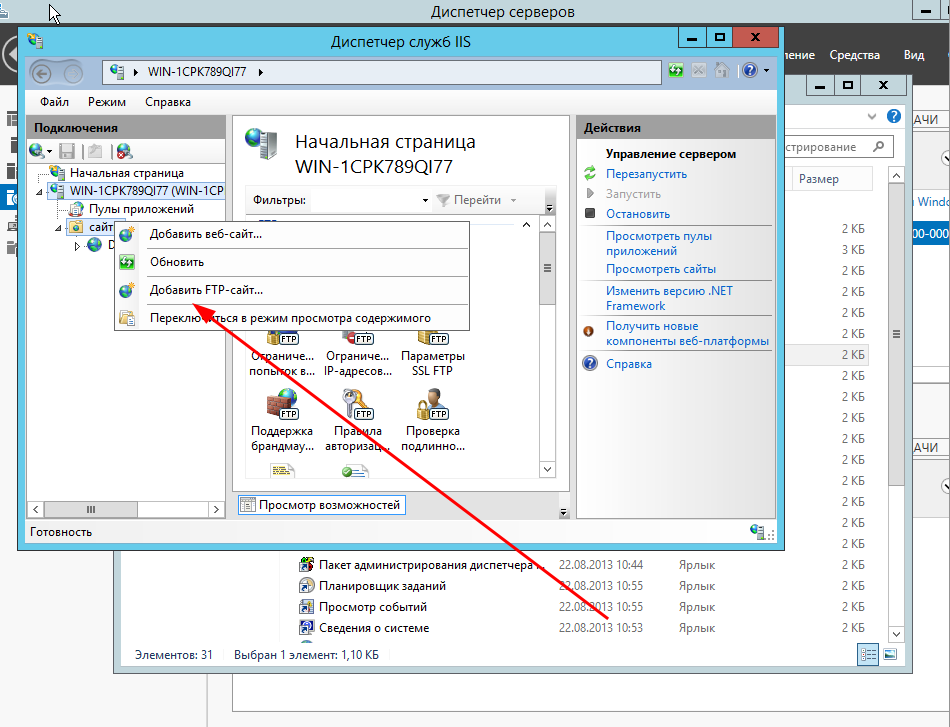 Диспетчер серверов
Диспетчер служб IIS
Средства
Вид
WIN-1CPK789QI77
Файл Режим Справка
Подключения
Начальная страница
WIN-1CPK789QI77 (WIN-1CP
Пулы приложений
сайт
Добавить веб-сайт...
Обновить
Добавить FTP-сайт...
Переключиться в режим просмотра содержимого
Начальная страница
WIN-1CPK789QI77
Фильтры:
Перейти
Ограниче...
попыток в...
Ограниче...
IP-адресов...
Параметры
SSL FTP
Поддержка
брандмау...
Правила
авторизац...
Проверка
подлинно...
FTP
FTP
FTP
FTP
FTP
FTP
Просмотр возможностей
Готовность
Действия
Управление сервером
Перезапустить
Запустить
Остановить
Просмотреть пулы
приложений
Просмотреть сайты
Изменить версию .NET
Framework
Получить новые
компоненты веб-платформы
Справка
стрирование
Размер
АЧИ
Windo
00-000
АЧИ
2 КБ
3 КБ
2 КБ
2 КБ
2 КБ
2 КБ
2 КБ
2 КБ
2 КБ
2 КБ
2 КБ
2 КБ
2 КБ
2 КБ
2 КБ
2 КБ
Пакет администрирования диспетчера 22.08.2013 10:44 Ярлык 2 КБ
Планировщик заданий 22.08.2013 10:55 Ярлык 2 КБ
Просмотр событий 22.08.2013 10:55 Ярлык 2 КБ
Сведения о системе 22.08.2013 10:53 Ярлык 2 КБ
Элементов: 31 Выбран 1 элемент: 1,10 КБ